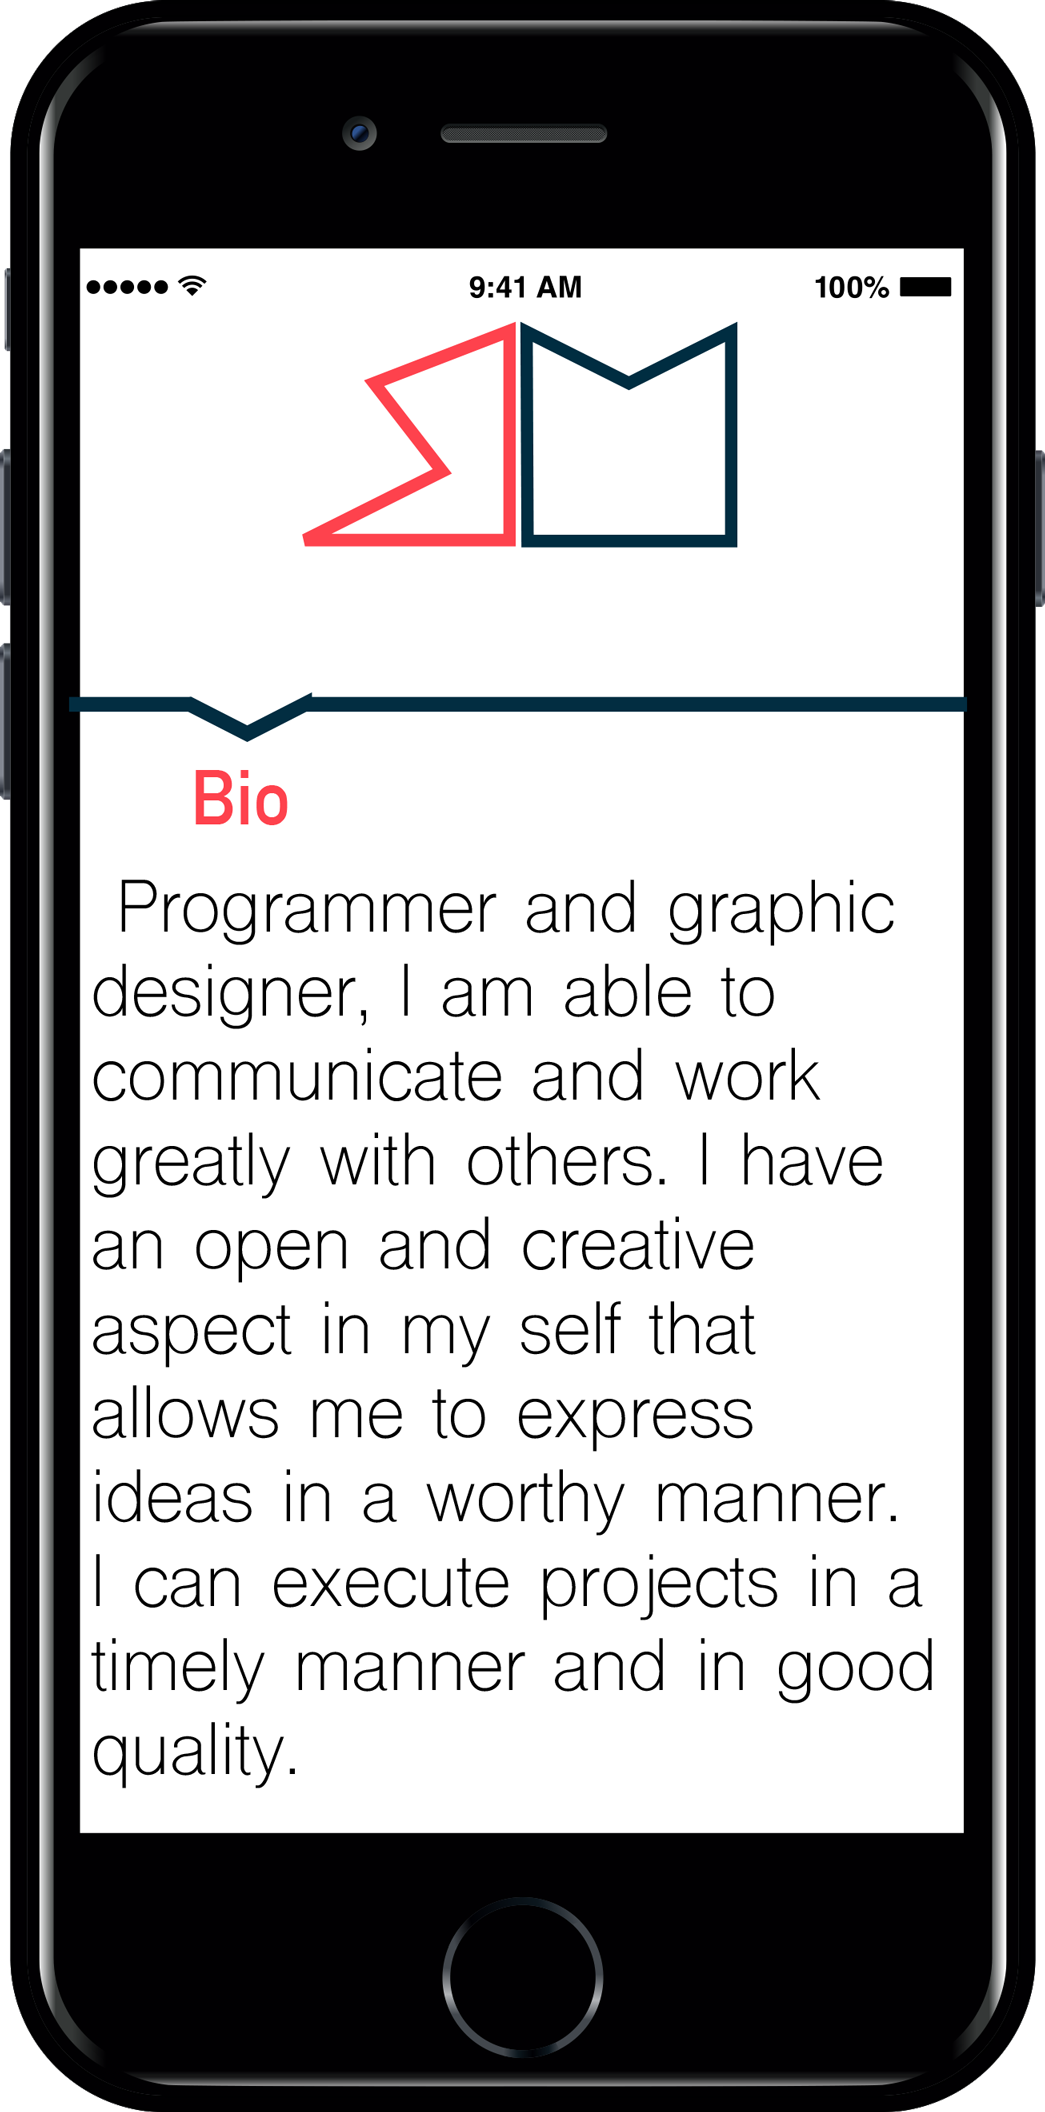 9:41 AM 100%
Bio
Programmer and graphic
designer, I am able to
communicate and work
greatly with others. I have
an open and creative
aspect in my self that
allows me to express
ideas in a worthy manner.
I can execute projects in a
timely manner and in good
quality.